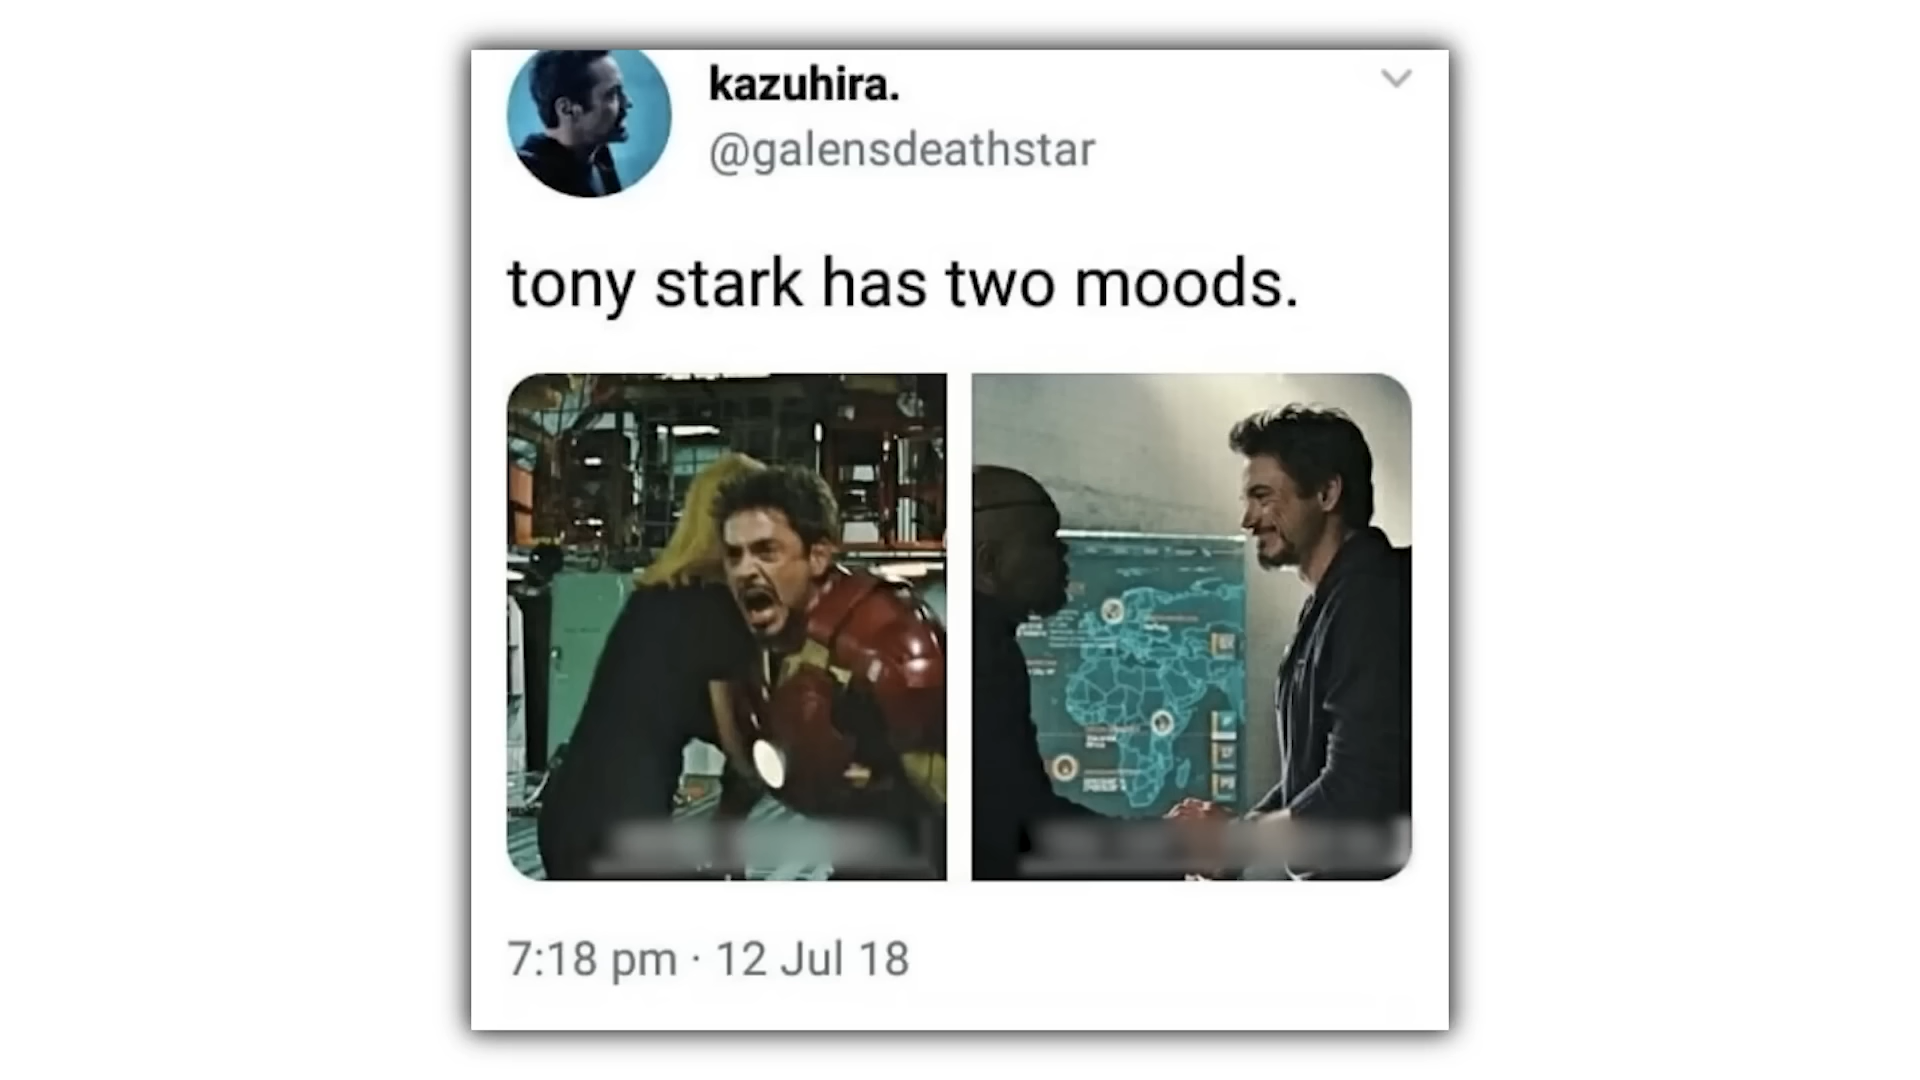 kazuhira.
@galensdeathstar
tony stark has two moods.
7:18 pm · 12 Jul 18